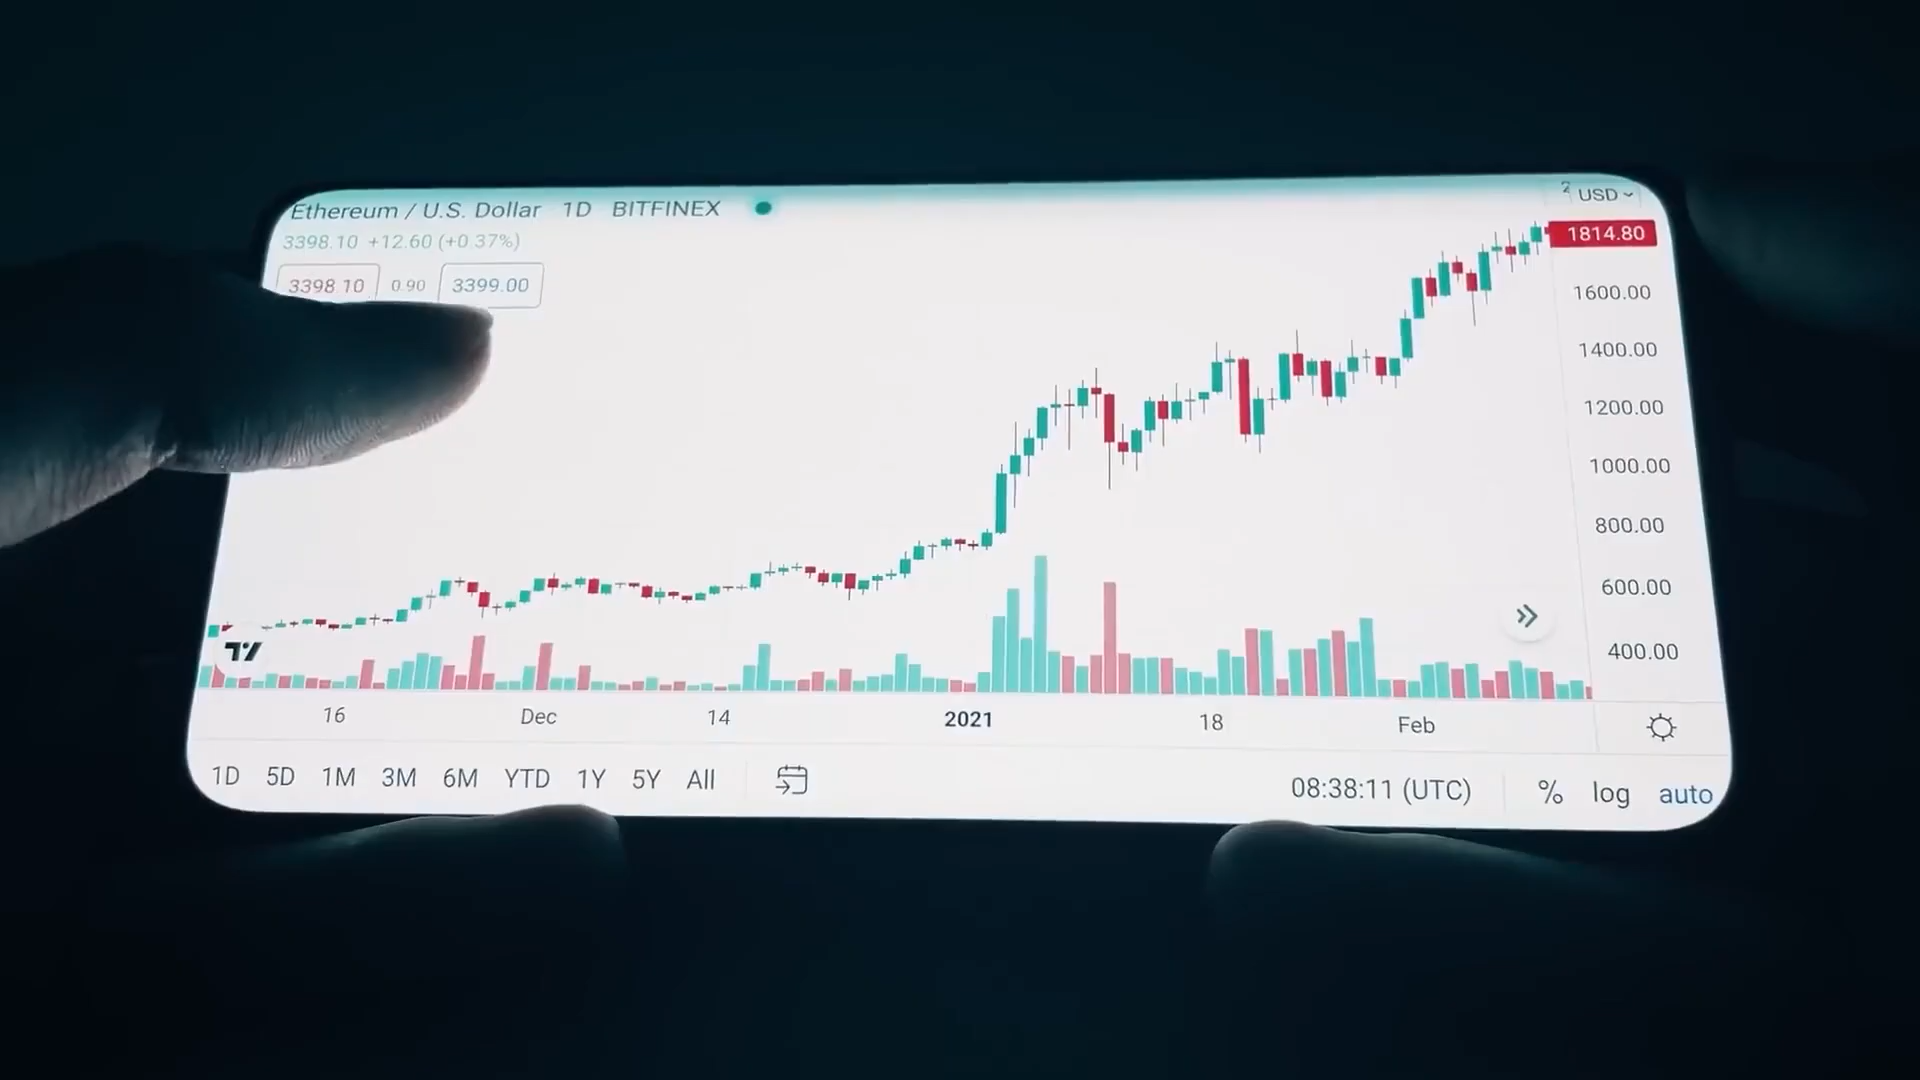 Ethereum / U.S. Dollar 1D BITFINEX
USD
3398.10 +12.60 (+0.37%)
1814.80
3398.10 0.90 3399.00
1600.00
1400.00
1200.00
1000.00
800.00
600.00
400.00
16 Dec 14 2021 18 Feb
1D 5D 1M 3M 6M YTD 1Y 5Y All
08:38:11 (UTC) % log auto